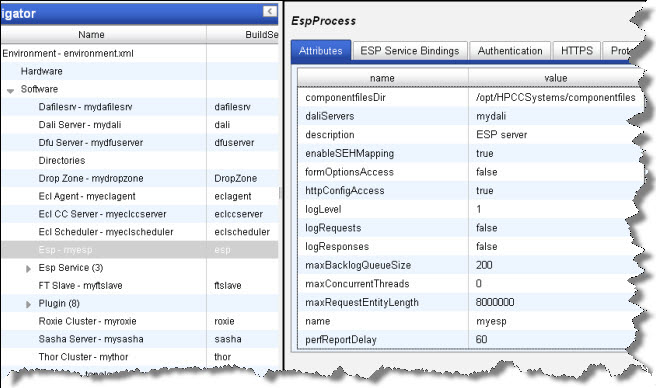 igator
Name
BuildSe
Environment - environment.xml
Hardware
Software
Dafilesrv - mydafilesrv
dafilesrv
Dali Server - mydali
dali
Dfu Server - mydfuserver
dfuserver
Directories
Drop Zone - mydropzone
DropZone
Ecl Agent - myeclagent
eclagent
Ecl CC Server - myeclccserver
eclccserver
Ecl Scheduler - myeclscheduler
eclscheduler
Esp - myesp
esp
Esp Service (3)
FT Slave - myftslave
ftslave
Plugin (8)
Roxie Cluster - myroxie
roxie
Sasha Server - mysasha
sasha
Thor Cluster - mythor
thor
EspProcess
Attributes
ESP Service Bindings
Authentication
HTTPS
Prot
name
value
componentfilesDir
/opt/HPCCSystems/componentfiles
daliServers
mydali
description
ESP server
enableSEHMapping
true
formOptionsAccess
false
httpConfigAccess
true
logLevel
1
logRequests
false
logResponses
false
maxBacklogQueueSize
200
maxConcurrentThreads
0
maxRequestEntityLength
8000000
name
myesp
perfReportDelay
60